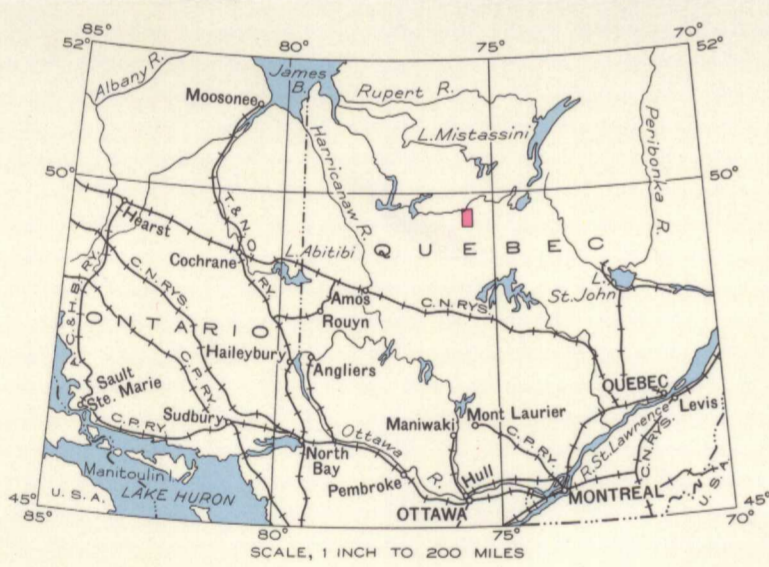 85°
52°
80°
75°
70°
52°
Albany R.
James
B.
Moosonee
Rupert R.
L. Mistassini
Peribonka R.
Harricanaw R.
50°
50°
T. & N. O. RY.
Hearst
L. Abitibi
Cochrane
QUEBEC
L.
St. John
C. N. RYS.
C. N. RYS.
A. C. & H. B. RY.
Amos
Rouyn
ONTARIO
Haileybury
Angliers
C. P. RY.
Sault
Ste. Marie
QUEBEC
Levis
C. P. RY.
Sudbury
Maniwaki
Mont Laurier
C. P. RY.
R. St. Lawrence
C. N. RYS.
Ottawa R.
North
Bay
Manitoulin I.
Pembroke
Hull
MONTREAL
U. S. A.
U. S. A.
LAKE HURON
OTTAWA
45°
85°
80°
75°
45°
70°
SCALE, 1 INCH TO 200 MILES